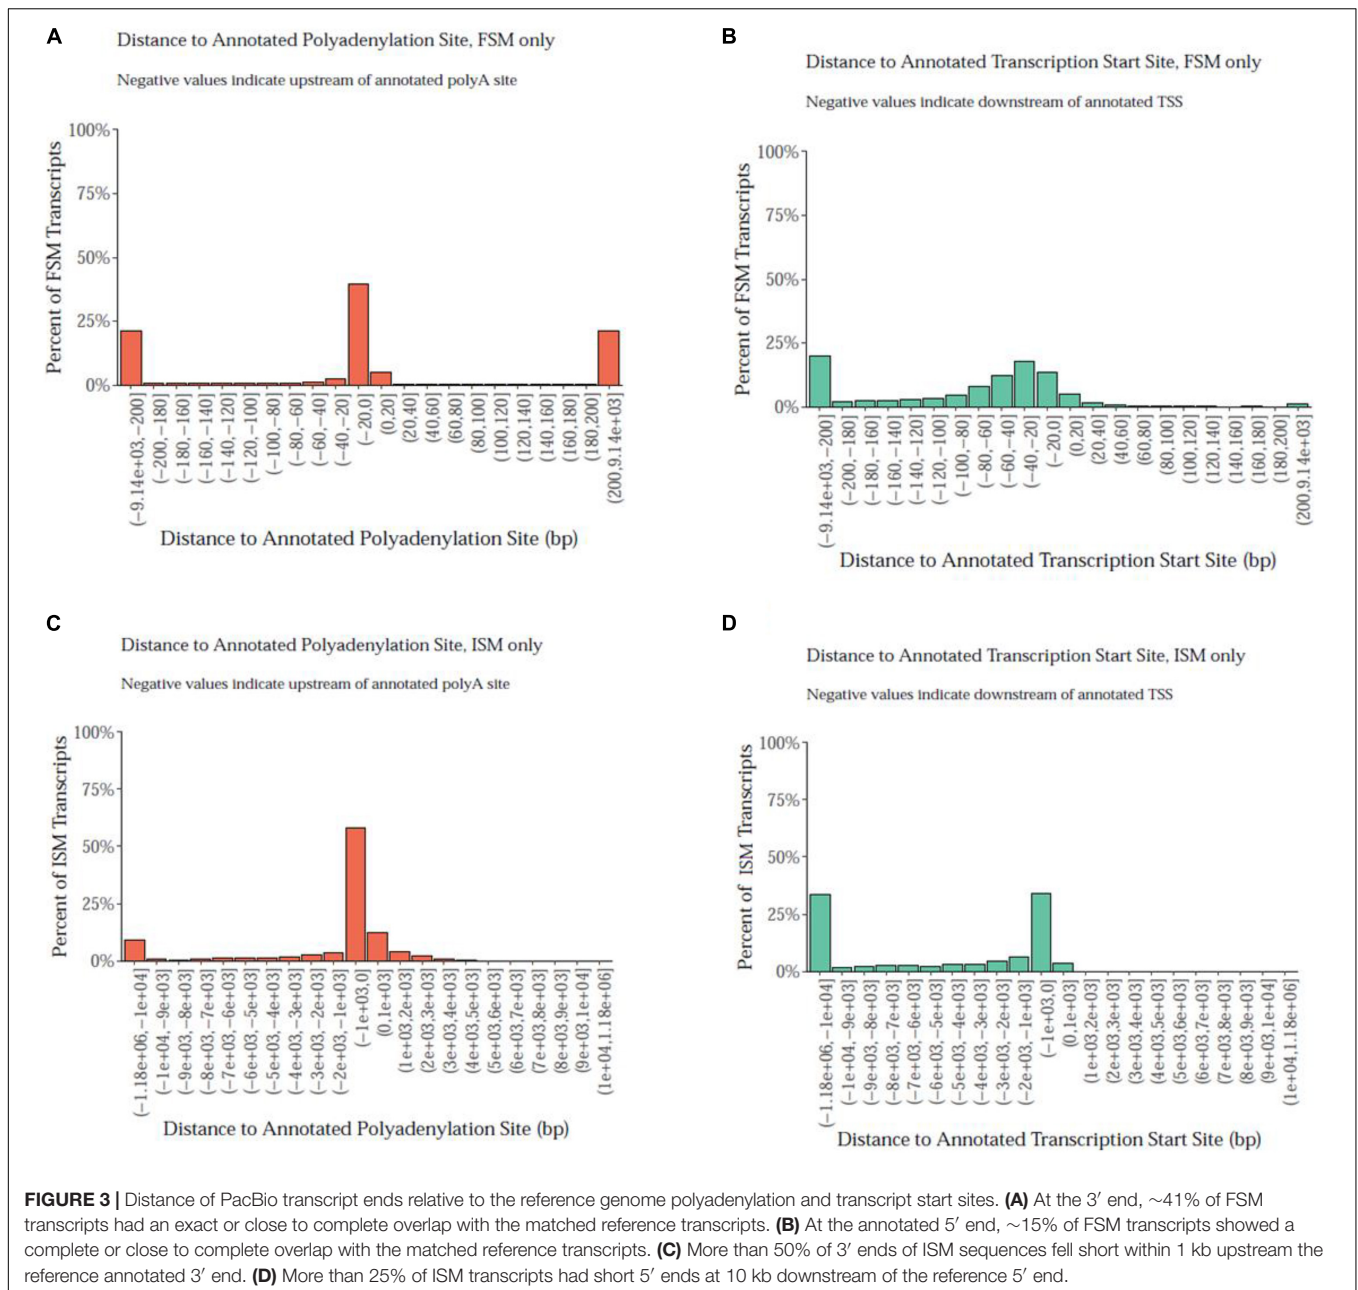 A
Distance to Annotated Polyadenylation Site, FSM only
Negative values indicate upstream of annotated polyA site
Percent of FSM Transcripts
100%
75%
50%
25%
0%
(−9.14e+03, −200]
(−200,−180]
(−180,−160]
(−160,−140]
(−140,−120]
(−120,−100]
(−100,−80]
(−80,−60]
(−60,−40]
(−40,−20]
(−20,0]
(0,20]
(20,40]
(40,60]
(60,80]
(80,100]
(100,120]
(120,140]
(140,160]
(160,180]
(180,200]
(200,9.14e+03]
Distance to Annotated Polyadenylation Site (bp)
B
Distance to Annotated Transcription Start Site, FSM only
Negative values indicate downstream of annotated TSS
Percent of FSM Transcripts
100%
75%
50%
25%
0%
(−9.14e+03, −200]
(−200,−180]
(−180,−160]
(−160,−140]
(−140,−120]
(−120,−100]
(−100,−80]
(−80,−60]
(−60,−40]
(−40,−20]
(−20,0]
(0,20]
(20,40]
(40,60]
(60,80]
(80,100]
(100,120]
(120,140]
(140,160]
(160,180]
(180,200]
(200,9.14e+03]
Distance to Annotated Transcription Start Site (bp)
C
Distance to Annotated Polyadenylation Site, ISM only
Negative values indicate upstream of annotated polyA site
Percent of ISM Transcripts
100%
75%
50%
25%
0%
(−1.18e+06,−1e+04]
(−1e+04,−9e+03]
(−9e+03,−8e+03]
(−8e+03,−7e+03]
(−7e+03,−6e+03]
(−6e+03,−5e+03]
(−5e+03,−4e+03]
(−4e+03,−3e+03]
(−3e+03,−2e+03]
(−2e+03,−1e+03]
(−1e+03,0]
(0,1e+03]
(1e+03,2e+03]
(2e+03,3e+03]
(3e+03,4e+03]
(4e+03,5e+03]
(5e+03,6e+03]
(6e+03,7e+03]
(7e+03,8e+03]
(8e+03,9e+03]
(9e+03,1e+04]
(1e+04,1.18e+06]
Distance to Annotated Polyadenylation Site (bp)
D
Distance to Annotated Transcription Start Site, ISM only
Negative values indicate downstream of annotated TSS
Percent of ISM Transcripts
100%
75%
50%
25%
0%
(−1.18e+06,−1e+04]
(−1e+04,−9e+03]
(−9e+03,−8e+03]
(−8e+03,−7e+03]
(−7e+03,−6e+03]
(−6e+03,−5e+03]
(−5e+03,−4e+03]
(−4e+03,−3e+03]
(−3e+03,−2e+03]
(−2e+03,−1e+03]
(−1e+03,0]
(0,1e+03]
(1e+03,2e+03]
(2e+03,3e+03]
(3e+03,4e+03]
(4e+03,5e+03]
(5e+03,6e+03]
(6e+03,7e+03]
(7e+03,8e+03]
(8e+03,9e+03]
(9e+03,1e+04]
(1e+04,1.18e+06]
Distance to Annotated Transcription Start Site (bp)
FIGURE 3 | Distance of PacBio transcript ends relative to the reference genome polyadenylation and transcript start sites. (A) At the 3′ end, ∼41% of FSM
transcripts had an exact or close to complete overlap with the matched reference transcripts. (B) At the annotated 5′ end, ∼15% of FSM transcripts showed a
complete or close to complete overlap with the matched reference transcripts. (C) More than 50% of 3′ ends of ISM sequences fell short within 1 kb upstream the
reference annotated 3′ end. (D) More than 25% of ISM transcripts had short 5′ ends at 10 kb downstream of the reference 5′ end.